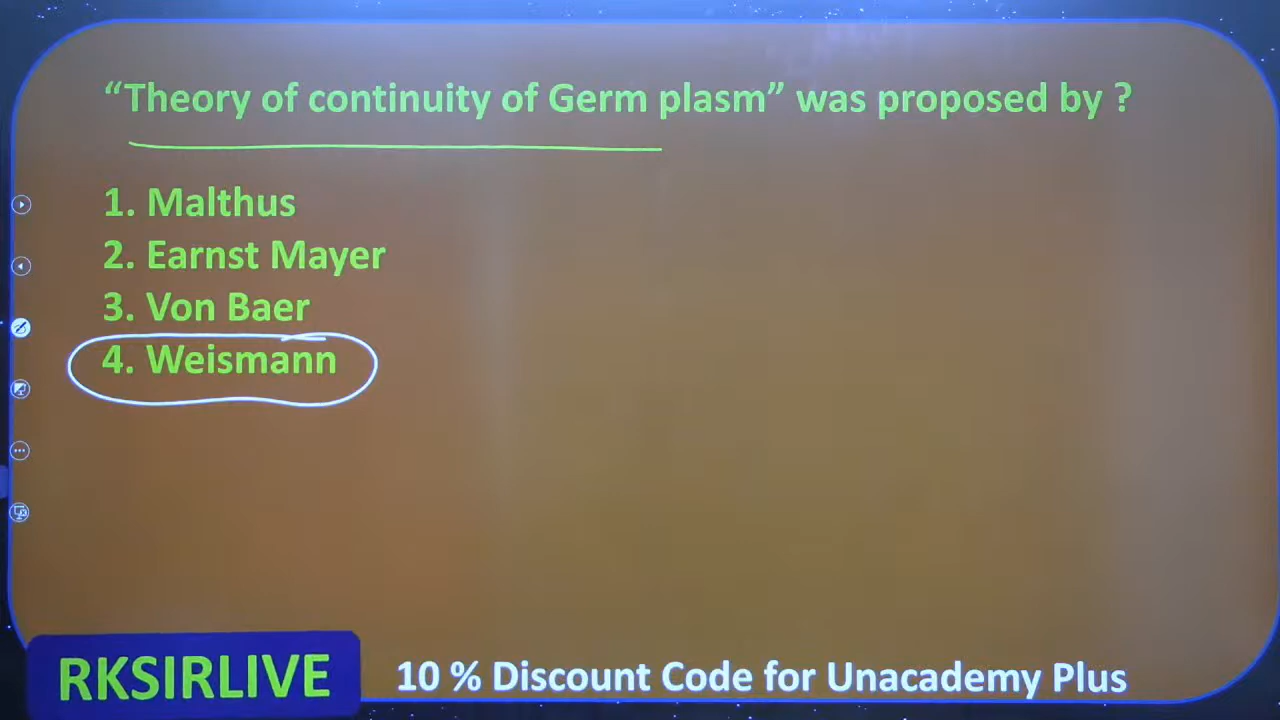 “Theory of continuity of Germ plasm” was proposed by ?
1. Malthus
2. Earnst Mayer
3. Von Baer
4. Weismann
RKSIRLIVE
10 % Discount Code for Unacademy Plus